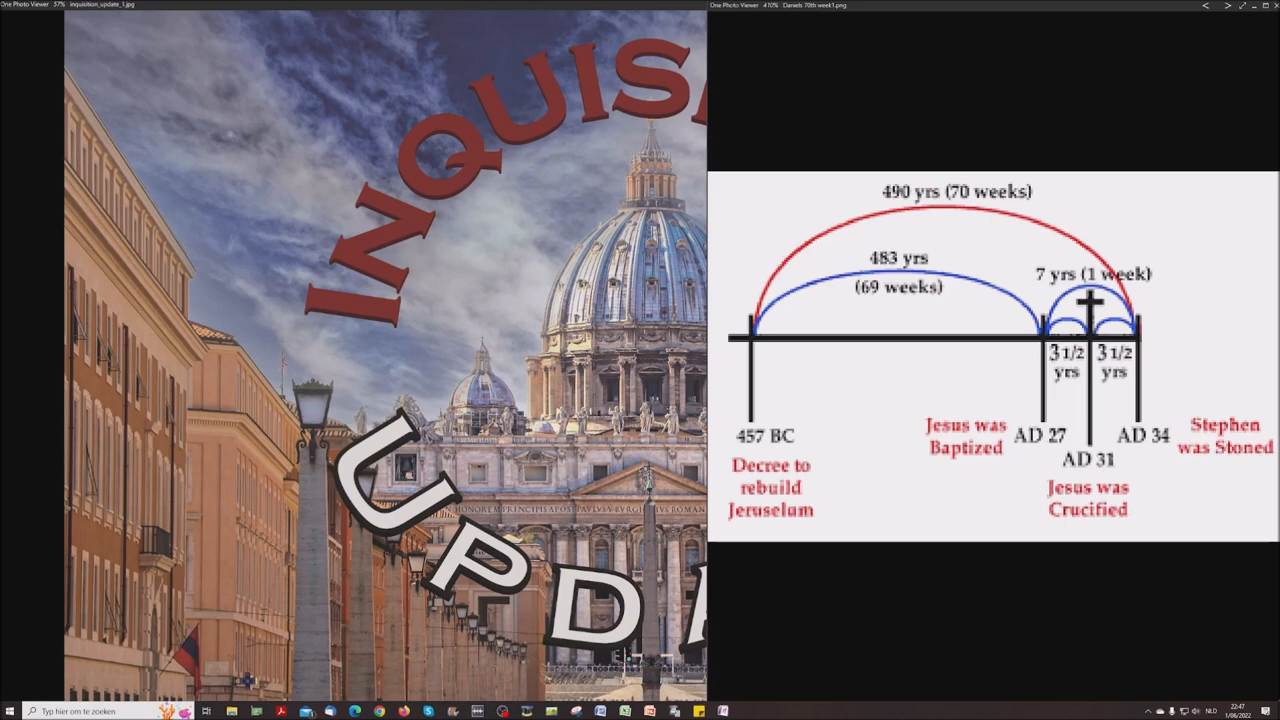 One Photo Viewer 57% inquisition_update_1.jpg
One Photo Viewer 410% Daniels 70th week1.png
INQUIS
UPD
HONOREM PRINCIPIS APOST PAVLVS V BVRGHESIVS ROMAN
490 yrs (70 weeks)
483 yrs
(69 weeks)
7 yrs (1 week)
3 1/2
yrs
3 1/2
yrs
457 BC
Decree to
rebuild
Jeruselum
Jesus was
Baptized
AD 27
AD 31
Jesus was
Crucified
AD 34
Stephen
was Stoned
Typ hier om te zoeken
NLD
22:47
1/06/2022